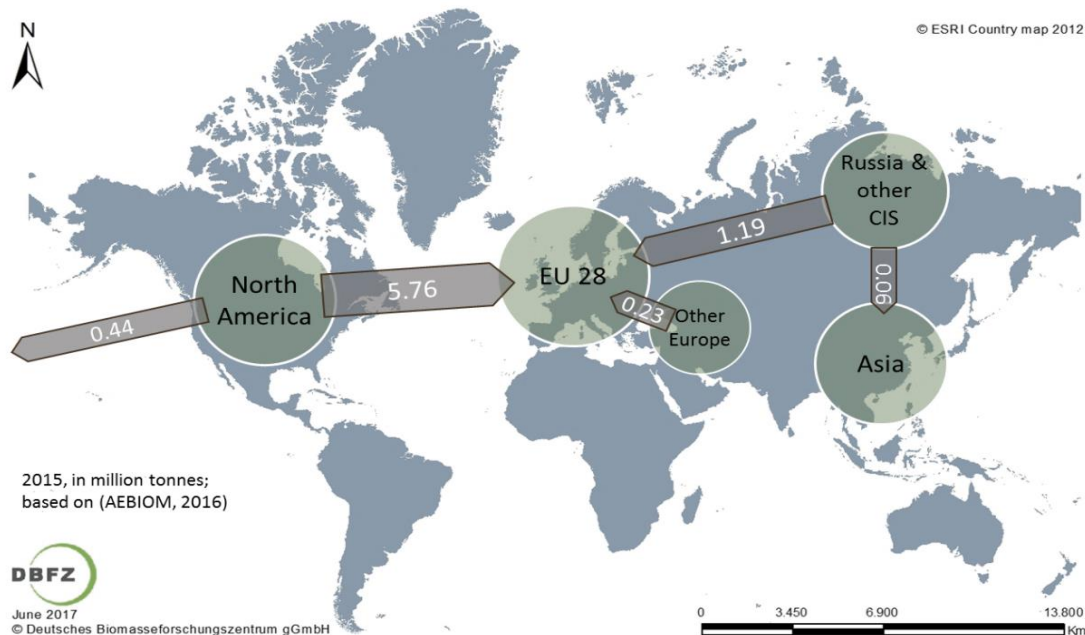 N
© ESRI Country map 2012
Russia &
other
CIS
1.19
0.06
EU 28
North
America
5.76
0.44
0.23
Other
Europe
Asia
2015, in million tonnes;
based on (AEBIOM, 2016)
DBFZ
June 2017
© Deutsches Biomasseforschungszentrum gGmbH
0 3.450 6.900 13.800
Km